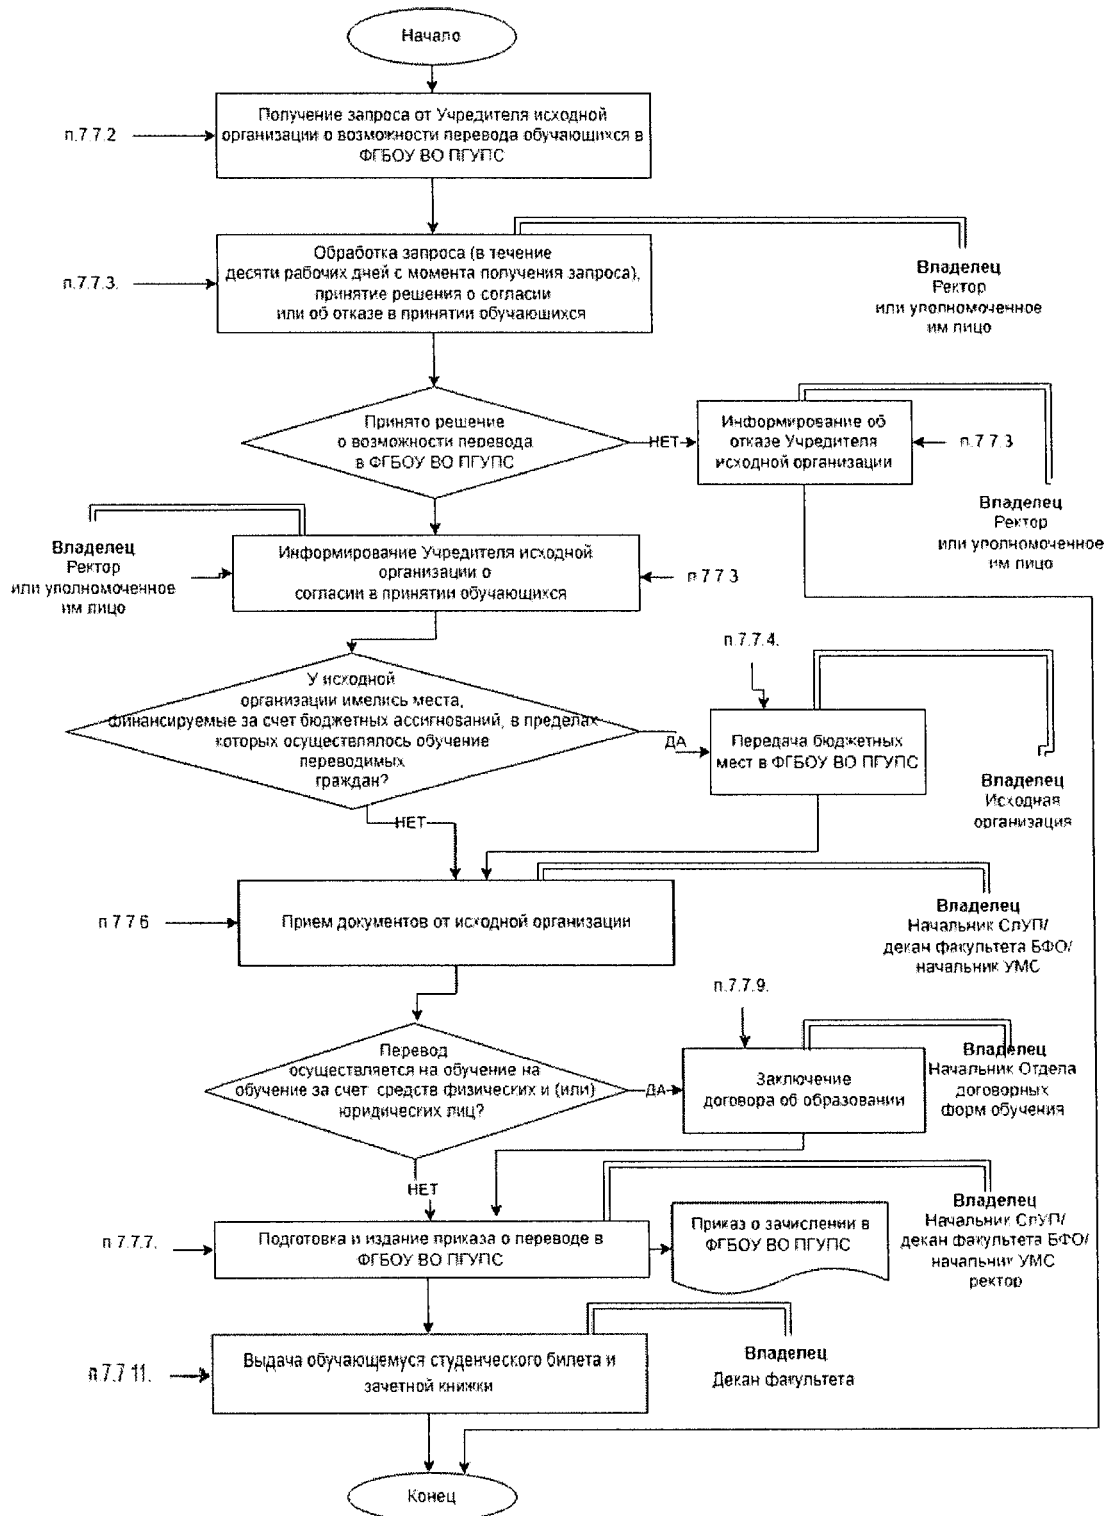 Начало
п.7.7.2
Получение запроса от Учредителя исходной
организации о возможности перевода обучающихся в
ФГБОУ ВО ПГУПС
п.7.7.3.
Обработка запроса (в течение
десяти рабочих дней с момента получения запроса),
принятие решения о согласии
или об отказе в принятии обучающихся
Владелец
Ректор
или уполномоченное
им лицо
Принято решение
о возможности перевода
в ФГБОУ ВО ПГУПС
НЕТ
Информирование об
отказе Учредителя
исходной организации
п.7.7.3
Владелец
Ректор
или уполномоченное
им лицо
Владелец
Ректор
или уполномоченное
им лицо
Информирование Учредителя исходной
организации о
согласии в принятии обучающихся
п 7 7 3
У исходной
организации имелись места,
финансируемые за счет бюджетных ассигнований, в пределах
которых осуществлялось обучение
переводимых
граждан?
ДА
п.7.7.4.
Передача бюджетных
мест в ФГБОУ ВО ПГУПС
Владелец
Исходная
организация
НЕТ
п 7 7 6
Прием документов от исходной организации
Владелец
Начальник СпУП/
декан факультета БФО/
начальник УМС
п.7.7.9.
Перевод
осуществляется на обучение на
обучение за счет средств физических и (или)
юридических лиц?
ДА
Заключение
договора об образовании
Владелец
Начальник Отдела
договорных
форм обучения
НЕТ
п 7.7.7.
Подготовка и издание приказа о переводе в
ФГБОУ ВО ПГУПС
Приказ о зачислении в
ФГБОУ ВО ПГУПС
Владелец
Начальник СпУП/
декан факультета БФО/
начальник УМС
ректор
п.7.7 11.
Выдача обучающемуся студенческого билета и
зачетной книжки
Владелец
Декан факультета
Конец